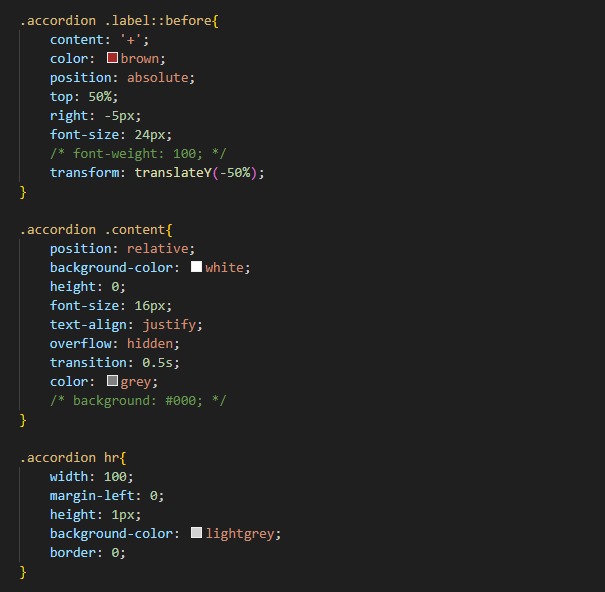 .accordion .label::before{
    content: '+';
    color: brown;
    position: absolute;
    top: 50%;
    right: -5px;
    font-size: 24px;
    /* font-weight: 100; */
    transform: translateY(-50%);
}

.accordion .content{
    position: relative;
    background-color: white;
    height: 0;
    font-size: 16px;
    text-align: justify;
    overflow: hidden;
    transition: 0.5s;
    color: grey;
    /* background: #000; */
}

.accordion hr{
    width: 100;
    margin-left: 0;
    height: 1px;
    background-color: lightgrey;
    border: 0;
}